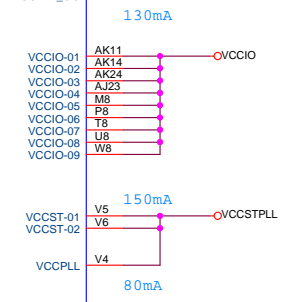 130mA
VCCIO-01 AK11 VCCIO
VCCIO-02 AK14
VCCIO-03 AK24
VCCIO-04 AJ23
VCCIO-05 M8
VCCIO-06 P8
VCCIO-07 T8
VCCIO-08 U8
VCCIO-09 W8
150mA
VCCST-01 V5 VCCSTPLL
VCCST-02 V6
VCCPLL V4
80mA